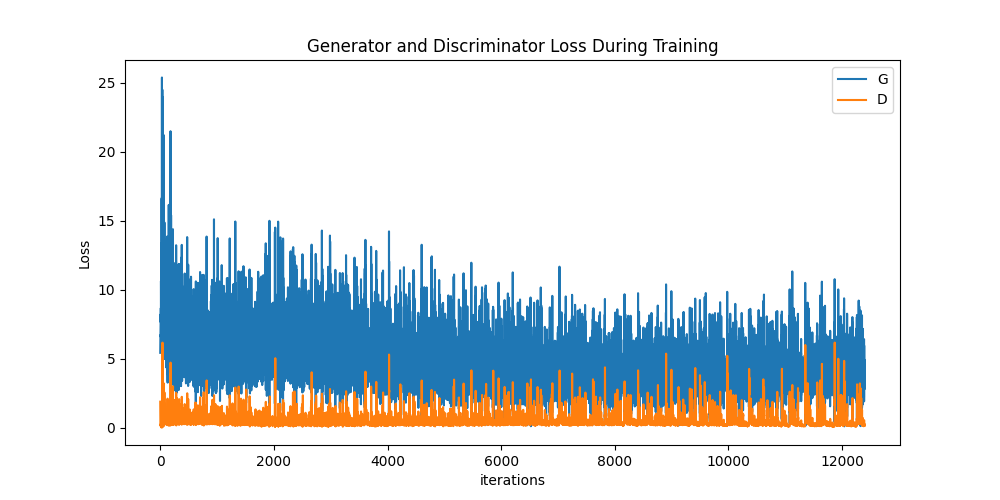 Generator and Discriminator Loss During Training
G
D
Loss
25
20
15
10
5
0
0 2000 4000 6000 8000 10000 12000
iterations